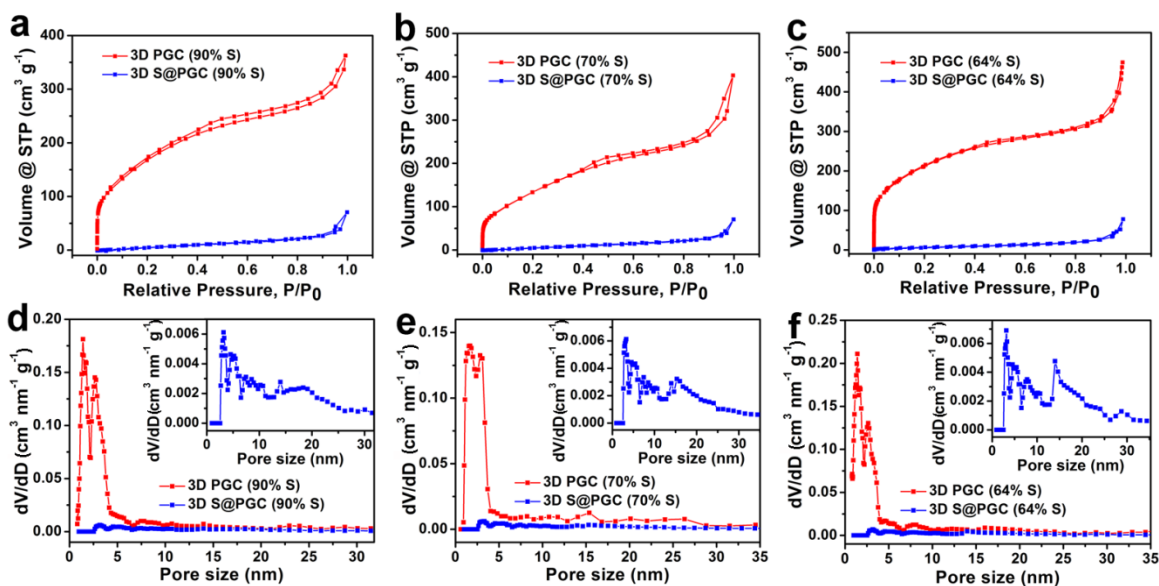 a
400
300
200
100
0
Volume @ STP (cm³ g⁻¹)
3D PGC (90% S)
3D S@PGC (90% S)
0.0 0.2 0.4 0.6 0.8 1.0
Relative Pressure, P/P₀
b
500
400
300
200
100
0
Volume @ STP (cm³ g⁻¹)
3D PGC (70% S)
3D S@PGC (70% S)
0.0 0.2 0.4 0.6 0.8 1.0
Relative Pressure, P/P₀
c
500
400
300
200
100
0
Volume @ STP (cm³ g⁻¹)
3D PGC (64% S)
3D S@PGC (64% S)
0.0 0.2 0.4 0.6 0.8 1.0
Relative Pressure, P/P₀
d
0.20
0.15
0.10
0.05
0.00
dV/dD (cm³ nm⁻¹ g⁻¹)
0.006
0.004
0.002
0.000
dV/dD(cm³ nm⁻¹ g⁻¹)
0 10 20 30
Pore size (nm)
3D PGC (90% S)
3D S@PGC (90% S)
0 5 10 15 20 25 30
Pore size (nm)
e
0.15
0.10
0.05
0.00
dV/dD (cm³ nm⁻¹ g⁻¹)
0.006
0.004
0.002
0.000
dV/dD(cm³ nm⁻¹ g⁻¹)
0 10 20 30
Pore size (nm)
3D PGC (70% S)
3D S@PGC (70% S)
0 5 10 15 20 25 30 35
Pore size (nm)
f
0.25
0.20
0.15
0.10
0.05
0.00
dV/dD (cm³ nm⁻¹ g⁻¹)
0.006
0.004
0.002
0.000
dV/dD(cm³ nm⁻¹ g⁻¹)
0 10 20 30
Pore size (nm)
3D PGC (64% S)
3D S@PGC (64% S)
0 5 10 15 20 25 30 35
Pore size (nm)